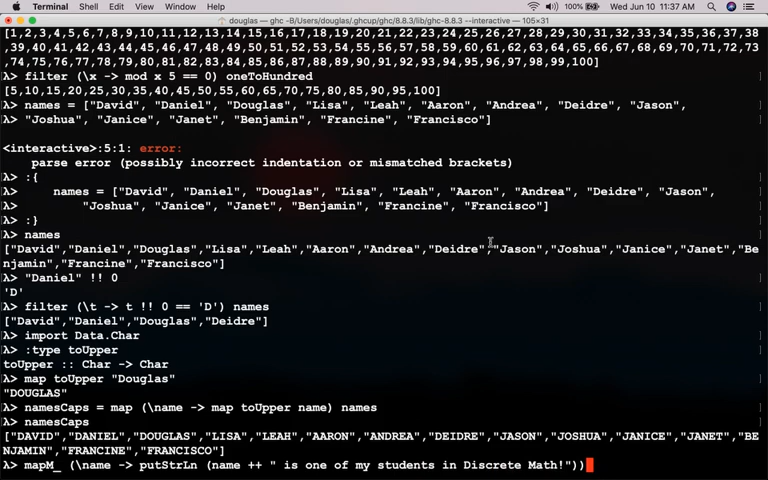 Terminal Shell Edit View Window Help 100% Wed Jun 10 11:37 AM
douglas — ghc -B/Users/douglas/.ghcup/ghc/8.8.3/lib/ghc-8.8.3 --interactive — 105×31
[1,2,3,4,5,6,7,8,9,10,11,12,13,14,15,16,17,18,19,20,21,22,23,24,25,26,27,28,29,30,31,32,33,34,35,36,37,38
,39,40,41,42,43,44,45,46,47,48,49,50,51,52,53,54,55,56,57,58,59,60,61,62,63,64,65,66,67,68,69,70,71,72,73
,74,75,76,77,78,79,80,81,82,83,84,85,86,87,88,89,90,91,92,93,94,95,96,97,98,99,100]
λ> filter (\x -> mod x 5 == 0) oneToHundred
[5,10,15,20,25,30,35,40,45,50,55,60,65,70,75,80,85,90,95,100]
λ> names = ["David", "Daniel", "Douglas", "Lisa", "Leah", "Aaron", "Andrea", "Deidre", "Jason",
λ> "Joshua", "Janice", "Janet", "Benjamin", "Francine", "Francisco"]
<interactive>:5:1: error:
parse error (possibly incorrect indentation or mismatched brackets)
λ> :{
λ> names = ["David", "Daniel", "Douglas", "Lisa", "Leah", "Aaron", "Andrea", "Deidre", "Jason",
λ> "Joshua", "Janice", "Janet", "Benjamin", "Francine", "Francisco"]
λ> :}
λ> names
["David","Daniel","Douglas","Lisa","Leah","Aaron","Andrea","Deidre","Jason","Joshua","Janice","Janet","Be
njamin","Francine","Francisco"]
λ> "Daniel" !! 0
'D'
λ> filter (\t -> t !! 0 == 'D') names
["David","Daniel","Douglas","Deidre"]
λ> import Data.Char
λ> :type toUpper
toUpper :: Char -> Char
λ> map toUpper "Douglas"
"DOUGLAS"
λ> namesCaps = map (\name -> map toUpper name) names
λ> namesCaps
["DAVID","DANIEL","DOUGLAS","LISA","LEAH","AARON","ANDREA","DEIDRE","JASON","JOSHUA","JANICE","JANET","BE
NJAMIN","FRANCINE","FRANCISCO"]
λ> mapM_ (\name -> putStrLn (name ++ " is one of my students in Discrete Math!"))